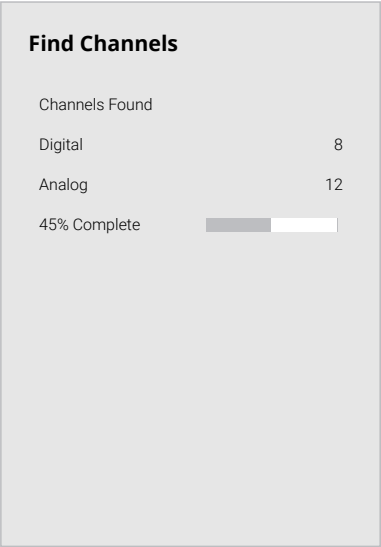 Find Channels
Channels Found
Digital 8
Analog 12
45% Complete